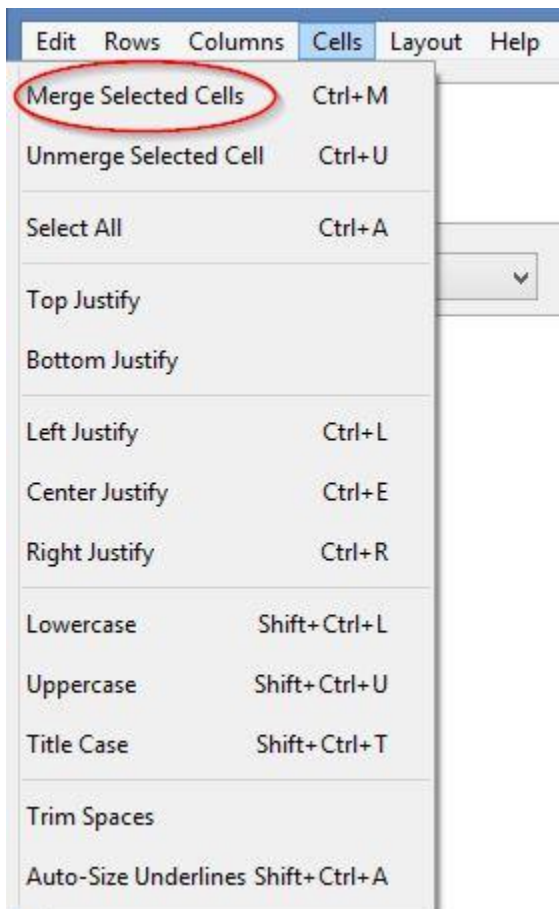 Edit Rows Columns Cells Layout Help
Merge Selected Cells Ctrl+M
Unmerge Selected Cell Ctrl+U
Select All Ctrl+A
Top Justify
Bottom Justify
Left Justify Ctrl+L
Center Justify Ctrl+E
Right Justify Ctrl+R
Lowercase Shift+Ctrl+L
Uppercase Shift+Ctrl+U
Title Case Shift+Ctrl+T
Trim Spaces
Auto-Size Underlines Shift+Ctrl+A